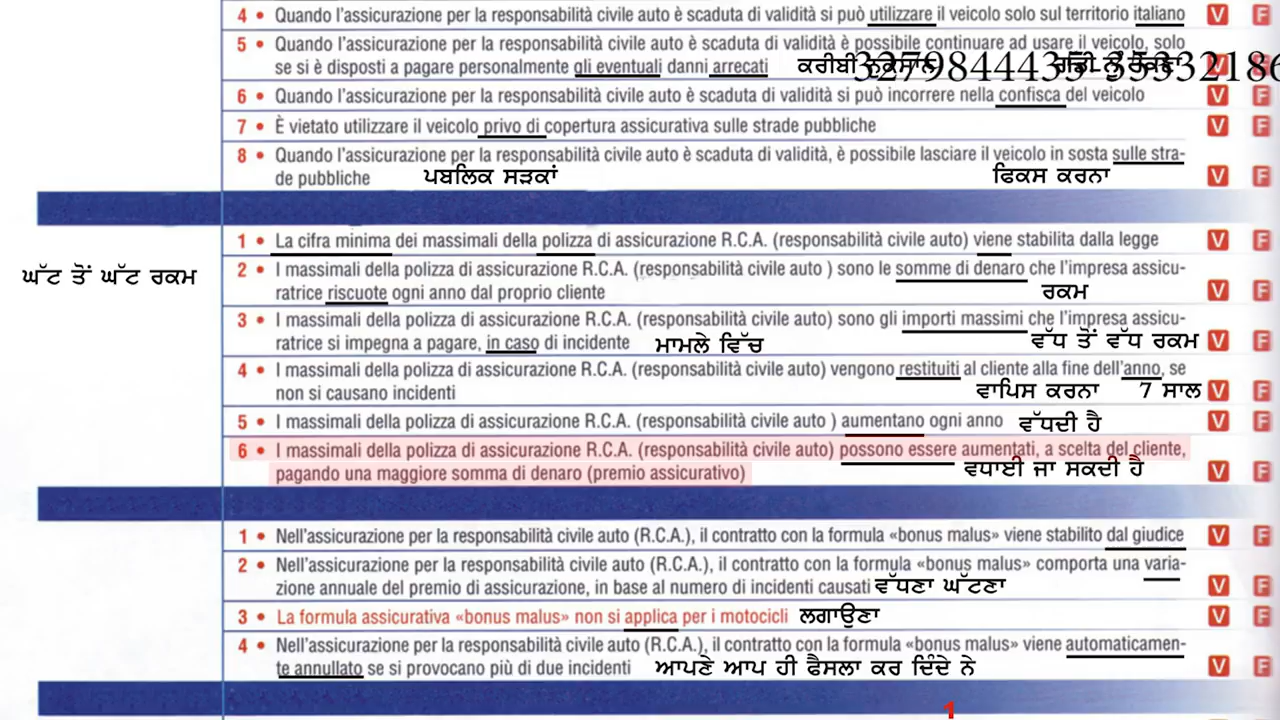 4 • Quando l'assicurazione per la responsabilità civile auto è scaduta di validità si può utilizzare il veicolo solo sul territorio italiano V F
5 • Quando l'assicurazione per la responsabilità civile auto è scaduta di validità è possibile continuare ad usare il veicolo, solo
se si è disposti a pagare personalmente gli eventuali danni arrecati ਕਰੀਬੀ ਨੁਕਸਾਨ V F
6 • Quando l'assicurazione per la responsabilità civile auto è scaduta di validità si può incorrere nella confisca del veicolo V F
7 • È vietato utilizzare il veicolo privo di copertura assicurativa sulle strade pubbliche V F
8 • Quando l'assicurazione per la responsabilità civile auto è scaduta di validità, è possibile lasciare il veicolo in sosta sulle stra-
de pubbliche ਪਬਲਿਕ ਸੜਕਾਂ ਫਿਕਸ ਕਰਨਾ V F
1 • La cifra minima dei massimali della polizza di assicurazione R.C.A. (responsabilità civile auto) viene stabilita dalla legge V F
ਘੱਟ ਤੋਂ ਘੱਟ ਰਕਮ
2 • I massimali della polizza di assicurazione R.C.A. (responsabilità civile auto ) sono le somme di denaro che l'impresa assicu-
ratrice riscuote ogni anno dal proprio cliente ਰਕਮ V F
3 • I massimali della polizza di assicurazione R.C.A. (responsabilità civile auto) sono gli importi massimi che l'impresa assicu-
ratrice si impegna a pagare, in caso di incidente ਮਾਮਲੇ ਵਿੱਚ ਵੱਧ ਤੋਂ ਵੱਧ ਰਕਮ V F
4 • I massimali della polizza di assicurazione R.C.A. (responsabilità civile auto) vengono restituiti al cliente alla fine dell'anno, se
non si causano incidenti ਵਾਪਿਸ ਕਰਨਾ 7 ਸਾਲ V F
5 • I massimali della polizza di assicurazione R.C.A. (responsabilità civile auto ) aumentano ogni anno ਵੱਧਦੀ ਹੈ V F
6 • I massimali della polizza di assicurazione R.C.A. (responsabilità civile auto) possono essere aumentati, a scelta del cliente,
pagando una maggiore somma di denaro (premio assicurativo) ਵਧਾਈ ਜਾ ਸਕਦੀ ਹੈ V F
1 • Nell'assicurazione per la responsabilità civile auto (R.C.A.), il contratto con la formula «bonus malus» viene stabilito dal giudice V F
2 • Nell'assicurazione per la responsabilità civile auto (R.C.A.), il contratto con la formula «bonus malus» comporta una varia-
zione annuale del premio di assicurazione, in base al numero di incidenti causati ਵੱਧਣਾ ਘੱਟਣਾ V F
3 • La formula assicurativa «bonus malus» non si applica per i motocicli ਲਗਾਉਣਾ V F
4 • Nell'assicurazione per la responsabilità civile auto (R.C.A.), il contratto con la formula «bonus malus» viene automaticamen-
te annullato se si provocano più di due incidenti ਆਪਣੇ ਆਪ ਹੀ ਫੈਸਲਾ ਕਰ ਦਿੰਦੇ ਨੇ V F
1